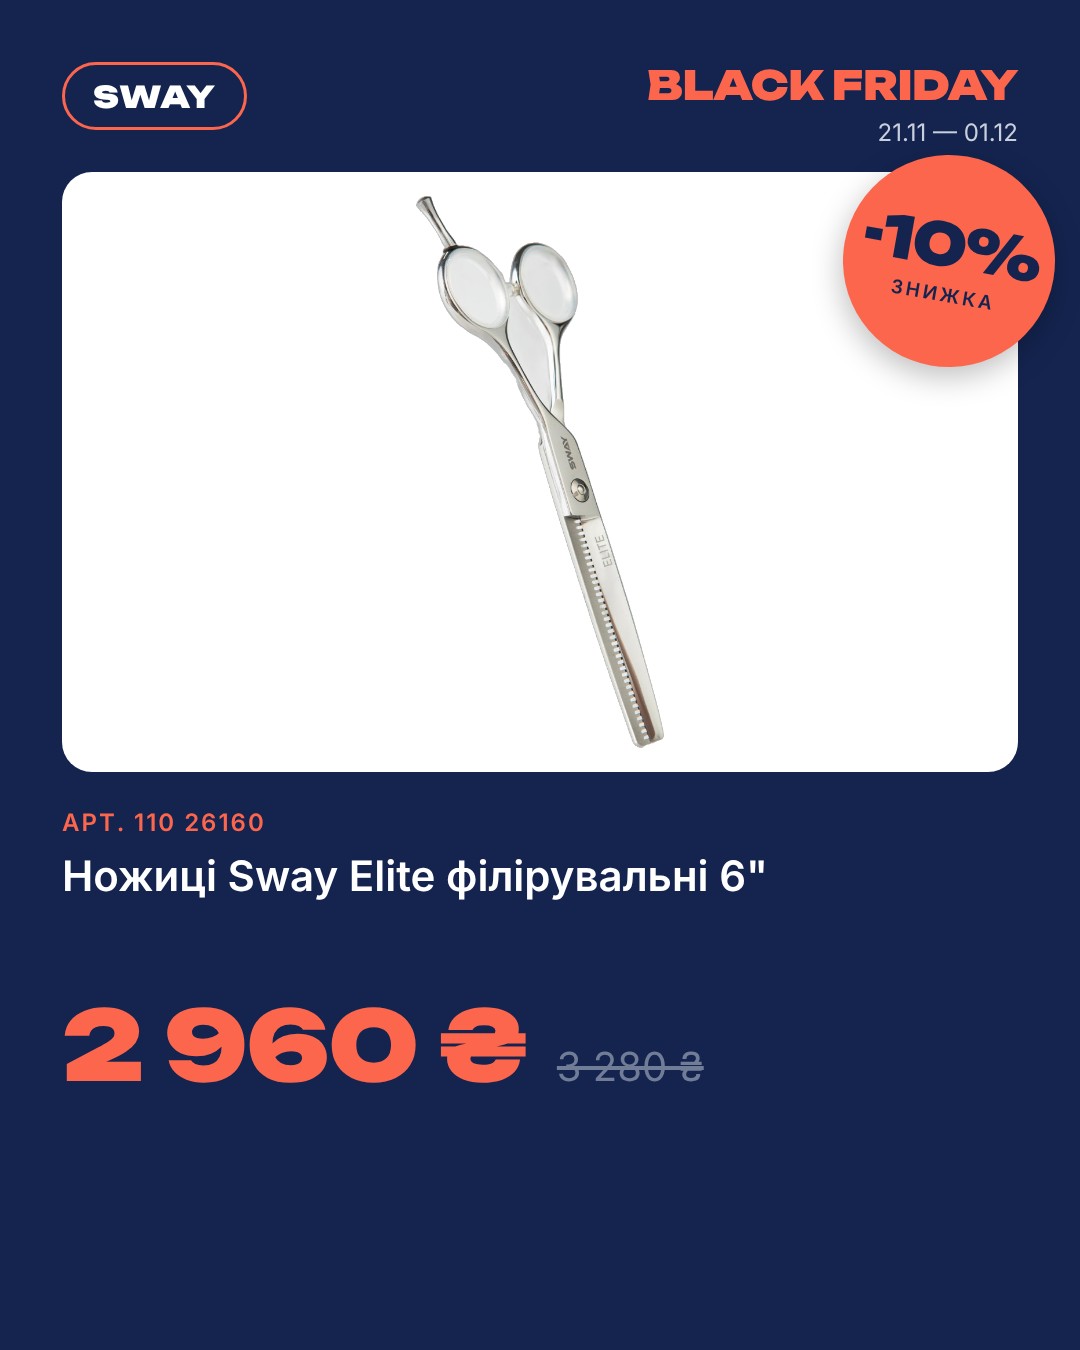 SWAY
BLACK FRIDAY
21.11 — 01.12
-10%
ЗНИЖКА
SWAY
ELITE
АРТ. 110 26160
Ножиці Sway Elite філірувальні 6"
2 960 ₴
3 280 ₴